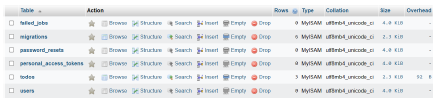 Table Action Rows Type Collation Size Overhead
failed_jobs Browse Structure Search Insert Empty Drop 0 MyISAM utf8mb4_unicode_ci 4.0 KiB -
migrations Browse Structure Search Insert Empty Drop MyISAM utf8mb4_unicode_ci 2.3 KiB -
password_resets Browse Structure Search Insert Empty Drop 0 MyISAM utf8mb4_unicode_ci 4.0 KiB -
personal_access_tokens Browse Structure Search Insert Empty Drop 0 MyISAM utf8mb4_unicode_ci 4.0 KiB -
todos Browse Structure Search Insert Empty Drop 3 MyISAM utf8mb4_unicode_ci 2.3 KiB 92 B
users Browse Structure Search Insert Empty Drop 0 MyISAM utf8mb4_unicode_ci 4.0 KiB -